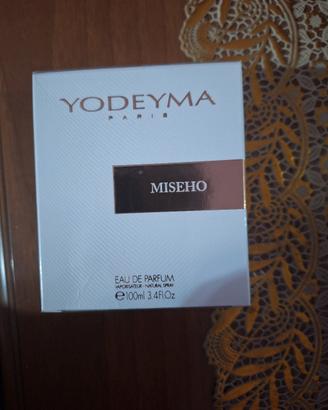 YODEYMA
PARIS
MISEHO
EAU DE PARFUM
VAPORISATEUR - NATURAL SPRAY
℮100ml 3.4Fl.Oz